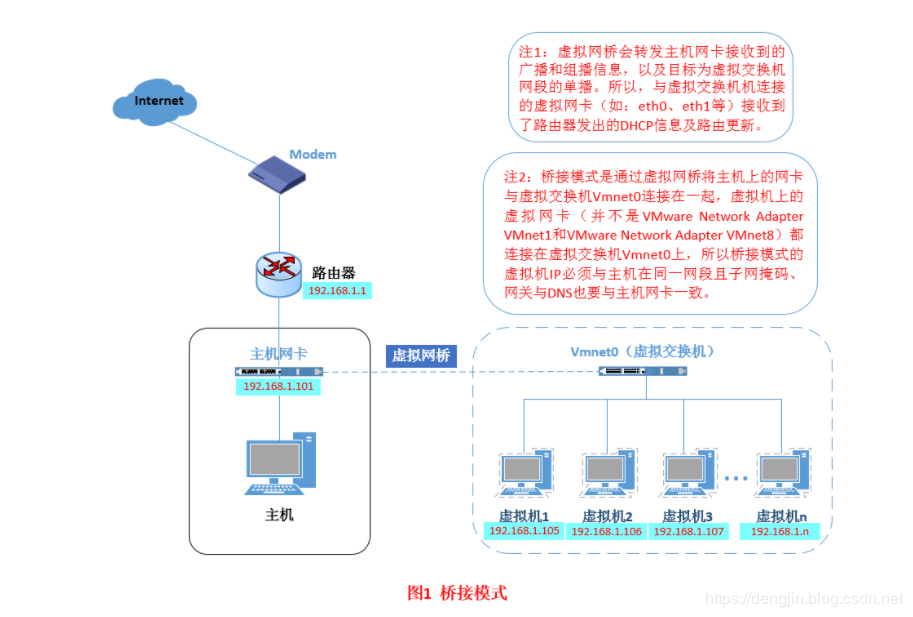 注1：虚拟网桥会转发主机网卡接收到的
广播和组播信息，以及目标为虚拟交换机
网段的单播。所以，与虚拟交换机机连接
的虚拟网卡（如：eth0、eth1等）接收到
了路由器发出的DHCP信息及路由更新。
Internet
Modem
注2：桥接模式是通过虚拟网桥将主机上的网卡
与虚拟交换机Vmnet0连接在一起，虚拟机上的
虚拟网卡（并不是VMware Network Adapter
VMnet1和VMware Network Adapter VMnet8）都
连接在虚拟交换机Vmnet0上，所以桥接模式的
虚拟机IP必须与主机在同一网段且子网掩码、
网关与DNS也要与主机网卡一致。
路由器
192.168.1.1
主机网卡
192.168.1.101
虚拟网桥
Vmnet0（虚拟交换机）
主机
虚拟机1
192.168.1.105
虚拟机2
192.168.1.106
虚拟机3
192.168.1.107
虚拟机n
192.168.1.n
图1 桥接模式
https://dengjin.blog.csdn.net